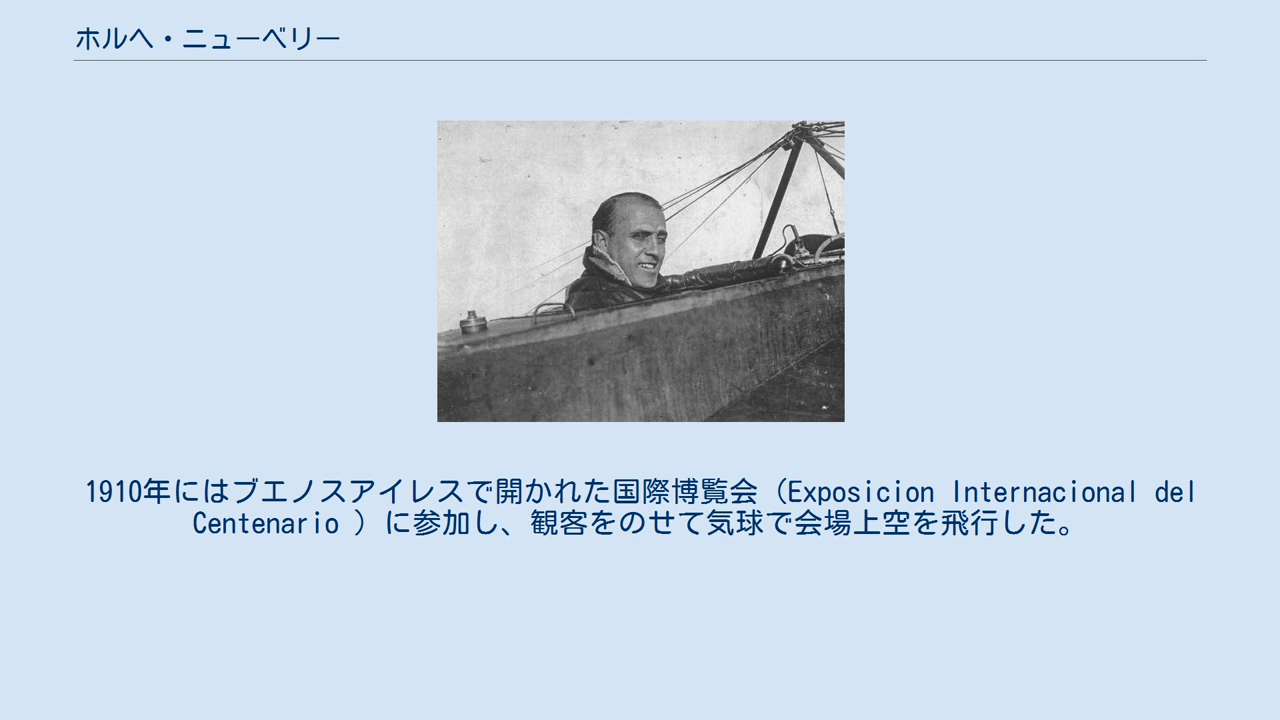 ホルヘ・ニューベリー
1910年にはブエノスアイレスで開かれた国際博覧会（Exposicion Internacional del
Centenario ）に参加し、観客をのせて気球で会場上空を飛行した。